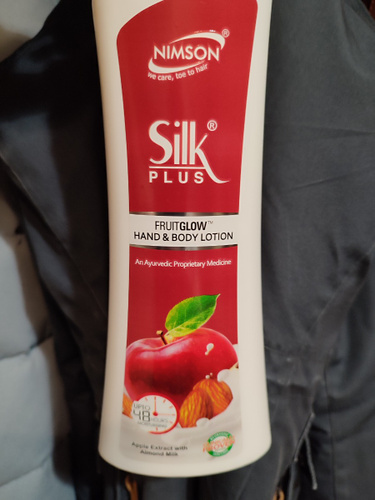 NIMSON®
we care, toe to hair
Silk®
PLUS
FRUITGLOW™
HAND & BODY LOTION
An Ayurvedic Proprietary Medicine
UPTO
48
Apple Extract with
Almond Milk